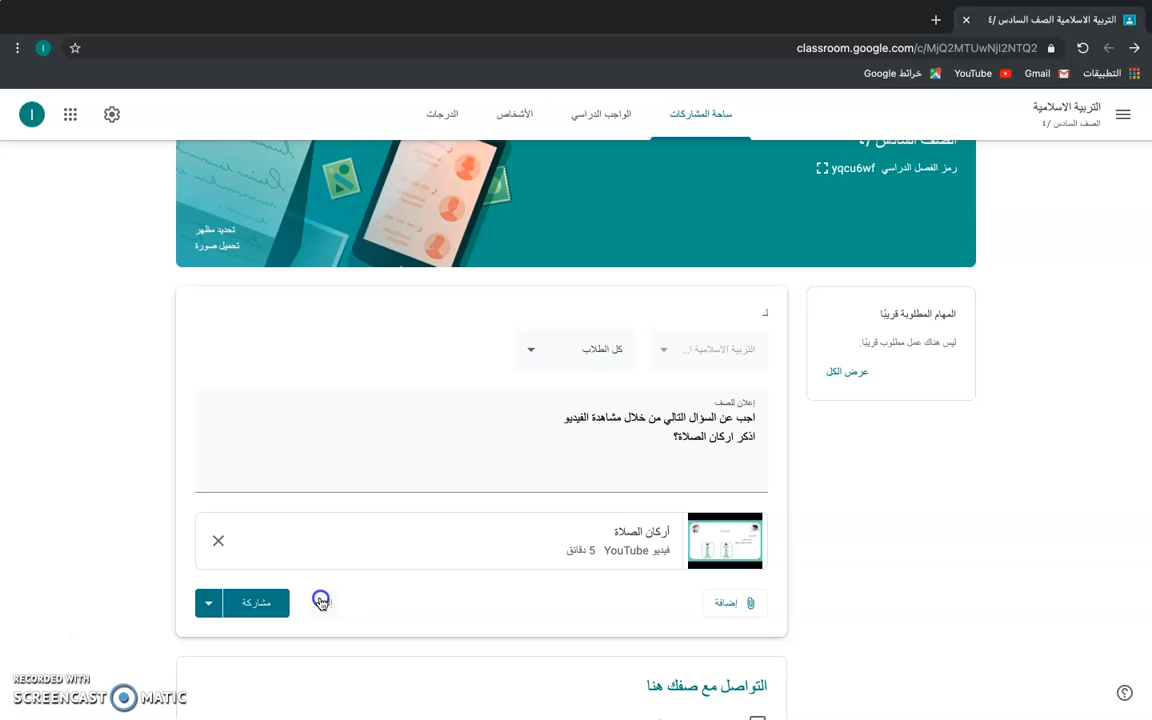 التربية الاسلامية الصف السادس /٤
classroom.google.com/c/MjQ2MTUwNjI2NTQ2
التطبيقات
Gmail
YouTube
خرائط Google
التربية الاسلامية
الصف السادس /٤
ساحة المشاركات
الواجب الدراسي
الأشخاص
الدرجات
I
I
الصف السادس /٤
رمز الفصل الدراسي yqcu6wf
تحديد مظهر
تحميل صورة
المهام المطلوبة قريبًا
ليس هناك عمل مطلوب قريبًا.
عرض الكل
لـ
التربية الاسلامية ا...
كل الطلاب
إعلان للصف
اجب عن السؤال التالي من خلال مشاهدة الفيديو
اذكر اركان الصلاة؟
أركان الصلاة
فيديو YouTube 5 دقائق
إضافة
مشاركة
التواصل مع صفك هنا
RECORDED WITH
SCREENCAST MATIC